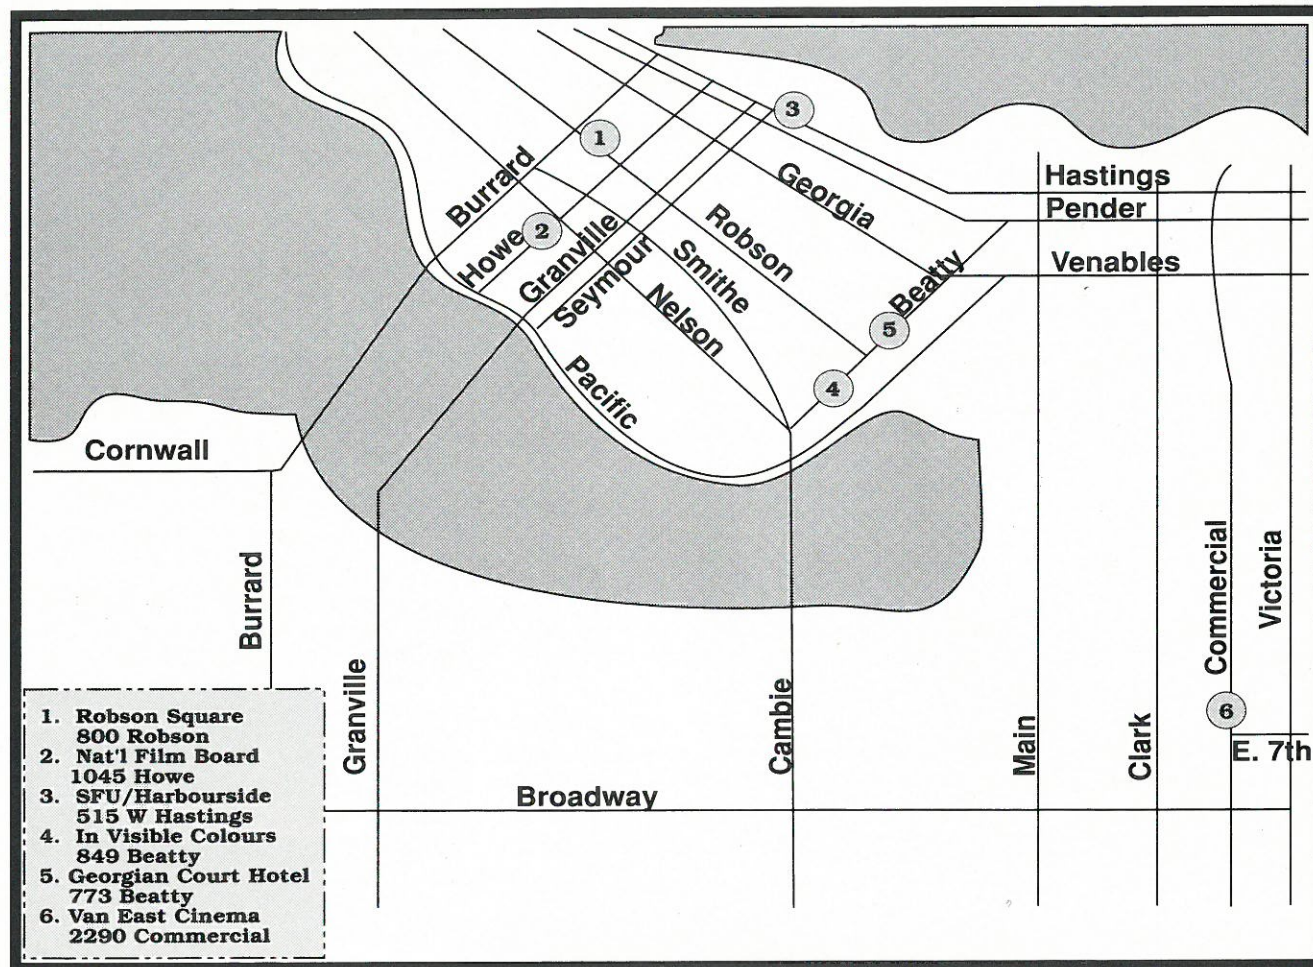 3
1
Hastings
Burrard
Georgia
Pender
Robson
2
Howe
Granville
Smithe
Venables
Seymour
Beatty
Nelson
5
Pacific
4
Cornwall
Burrard
Granville
Cambie
Main
Clark
Commercial
Victoria
6
E. 7th
Broadway
1. Robson Square
800 Robson
2. Nat'l Film Board
1045 Howe
3. SFU/Harbourside
515 W Hastings
4. In Visible Colours
849 Beatty
5. Georgian Court Hotel
773 Beatty
6. Van East Cinema
2290 Commercial